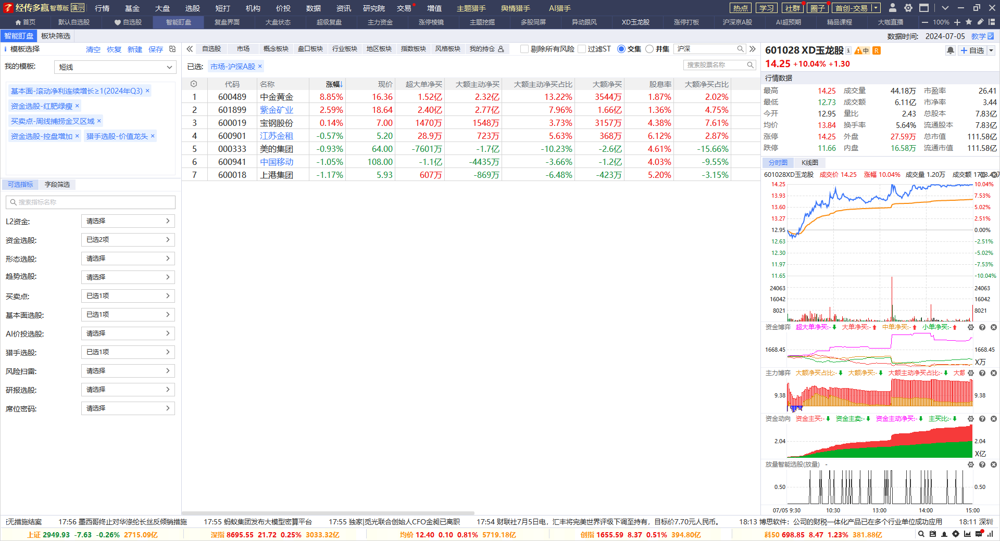 经传多赢 智尊版 演示 行情 基金 大盘 选股 短打 机构 价投 数据 资讯 研究院 交易 增值 主题猎手 舆情猎手 AI猎手 热点 学习 社群 圈子 首创-交易
首页 默认自选股 自选股 智能盯盘 复盘界面 大盘状态 超级复盘 主力资金 涨停棱镜 主题挖掘 多股同屏 异动跟风 XD玉龙股 涨停打板 沪深京A股 AI超预期 精品课程 大咖直播 100%
智能盯盘 板块筛选 数据时间: 2024-07-05 教学
模板选择 清空 恢复 新建 保存
我的模板: 短线
基本面-滚动净利连续增长≥1(2024年Q3) ×
资金选股-红肥绿瘦 ×
买卖点-周线捕捞金叉区域 ×
资金选股-控盘增加 × 猎手选股-价值龙头 ×
可选指标 字段筛选
搜索指标名称
L2资金: 请选择
资金选股: 已选2项
形态选股: 请选择
趋势选股: 请选择
买卖点: 已选1项
基本面选股: 已选1项
AI价投选股: 请选择
猎手选股: 已选1项
风险扫雷: 请选择
研报选股: 请选择
席位密码: 请选择
自选股 市场 概念板块 盘口板块 行业板块 地区板块 指数板块 风格板块 我的持仓 剔除所有风险 过滤ST 交集 并集 沪深
已选: 市场-沪深A股 × 搜索股票名称
代码 名称 涨幅↓ 现价 超大单净买 大额主动净买 大额主动净买占比 大额净买 股息率 大额净买占比
1 600489 中金黄金 8.85% 16.36 1.52亿 2.32亿 13.22% 3544万 1.87% 2.02%
2 601899 紫金矿业 2.59% 18.64 2.40亿 2.77亿 7.96% 1.66亿 1.36% 4.75%
3 600019 宝钢股份 0.14% 7.00 1470万 1548万 3.73% 3157万 4.38% 7.61%
4 600901 江苏金租 -0.57% 5.20 28.9万 723万 5.63% 368万 6.12% 2.87%
5 000333 美的集团 -0.93% 64.00 -7601万 -1.7亿 -10.23% -2.6亿 4.61% -15.66%
6 600941 中国移动 -1.05% 108.00 -1.1亿 -4435万 -3.66% -1.2亿 4.03% -9.55%
7 600018 上港集团 -1.17% 5.93 607万 -869万 -6.48% -423万 5.20% -3.15%
601028 XD玉龙股 中 R + 自选
14.25 +10.04% +1.30
行情数据
最高 14.25 成交量 44.18万 市盈率 26.41
最低 12.73 成交额 6.11亿 市净率 3.44
今开 12.95 量比 2.43 总股本 7.83亿
均价 13.84 换手率 5.64% 流通股本 7.83亿
涨停 14.25 外盘 27.59万 总市值 111.58亿
跌停 11.66 内盘 16.58万 流通市值 111.58亿
分时图 K线图
601028XD玉龙股 成交价 14.25 涨幅 10.04% 成交量 1.20万 成交额
14.25 10.04%
13.93 7.53%
13.60 5.02%
13.27 2.51%
12.95 0.00%
12.63 -2.51%
12.30 -5.02%
11.97 -7.53%
11.65 -10.04%
24063 24063
16042 16042
8021 8021
资金博弈 超大单净买:-⬇ 大单净买:-⬆ 中单净买:-⬆ 小单净买:-⬆
1668.45 1668.45
X万
主力博弈 大额净买占比:-⬇ 大额净买:-⬇ 大额主动净买占比:-⬇ 大额
9.38 9.38
资金动向 资金主买:-⬇ 资金主卖:-⬇ 资金主动净买:-⬇ 主买比:-⬇
2.04 2.04
X亿
放量智能选股(放量) -
0.50 0.50
07/05 9:30 10:30 13:00 14:00 15:00
无措施结案 17:56 墨西哥终止对华涤纶长丝反倾销措施 17:55 蚂蚁集团发布大模型密算平台 17:55 独家|觅光联合创始人CFO金昶已离职 17:54 财联社7月5日电，汇丰将完美世界评级下调至持有，目标价7.70元人民币。 18:13 博思软件：公司的财税一体化产品已在多个行业单位成功应用 18:11 深圳
上证 2949.93 -7.63 -0.26% 2715.09亿 深指 8695.55 21.72 0.25% 3033.32亿 均价 12.40 0.10 0.81% 5719.18亿 创指 1655.59 8.37 0.51% 394.80亿 科50 698.85 8.47 1.23% 381.88亿